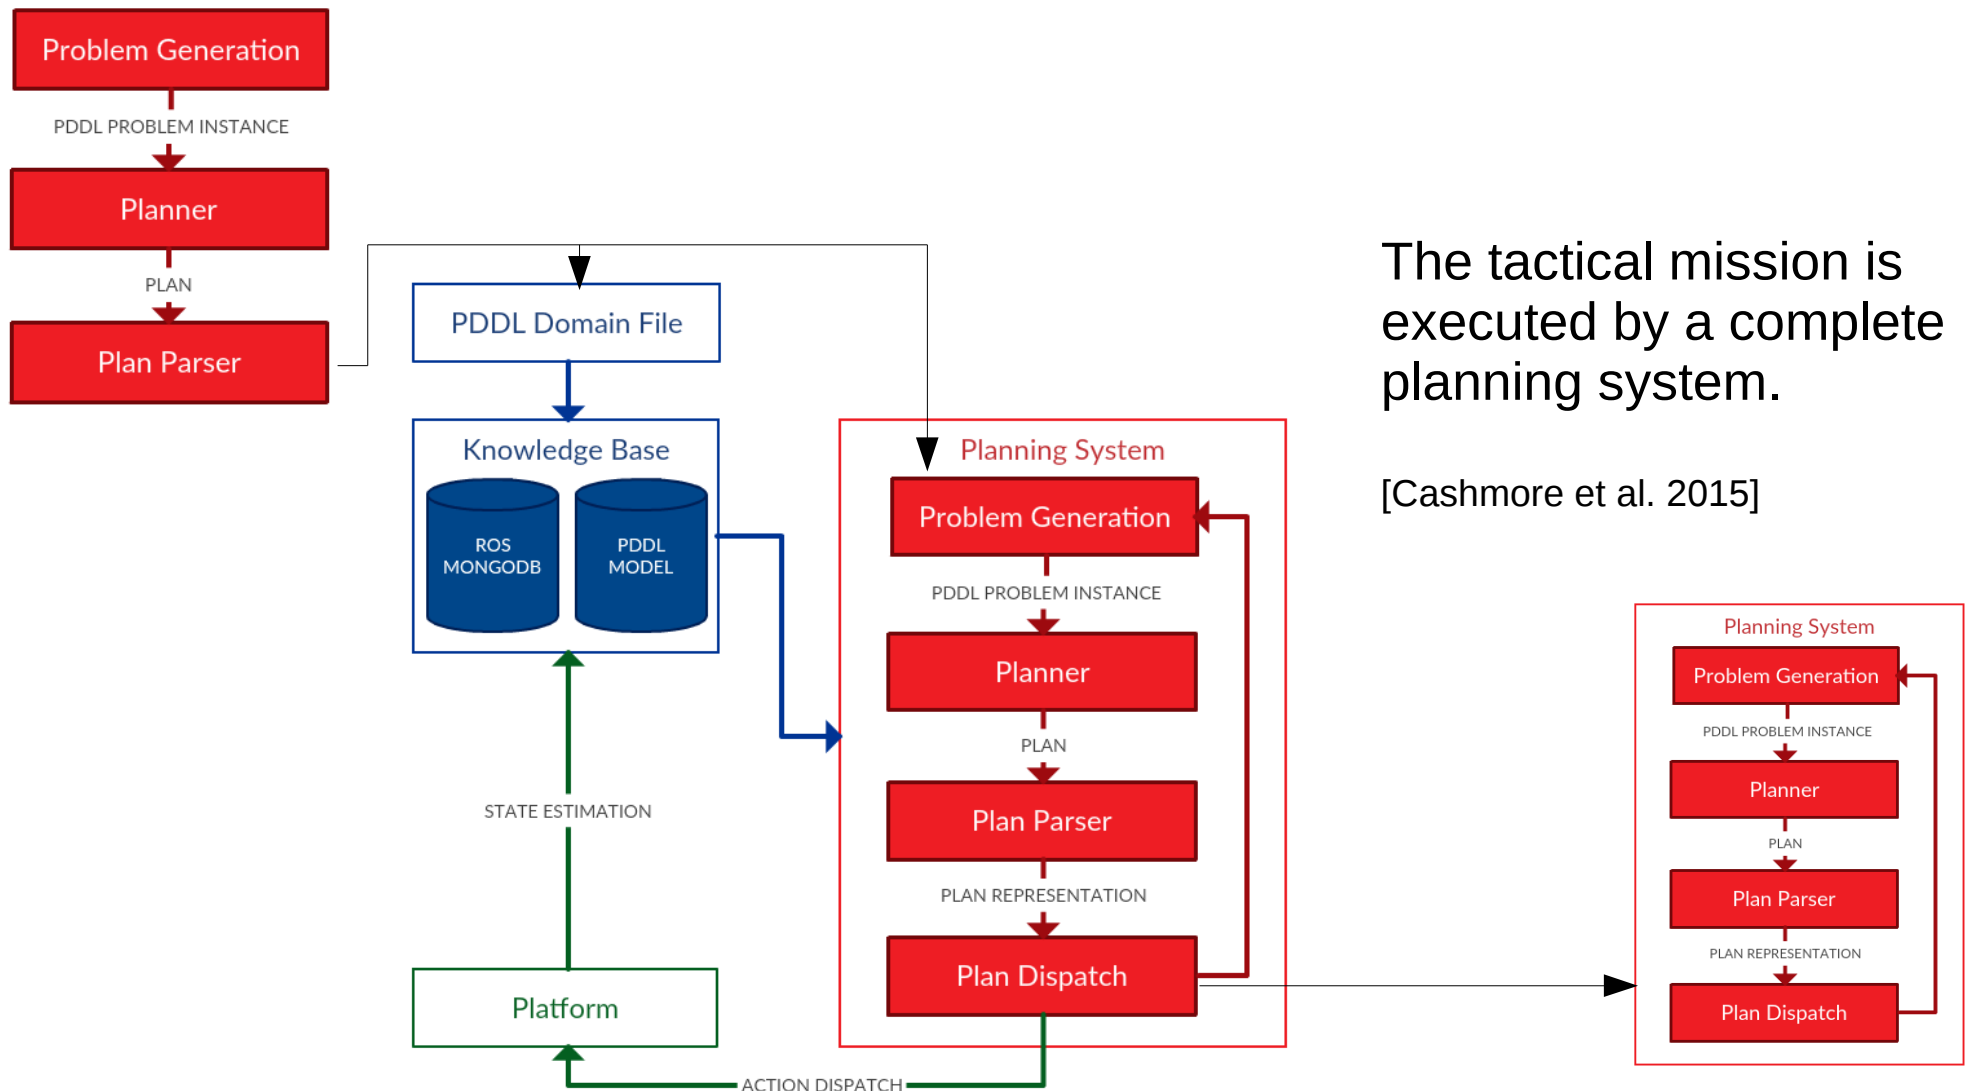 Problem Generation
PDDL PROBLEM INSTANCE
Planner
PLAN
Plan Parser
PDDL Domain File
Knowledge Base
ROS
MONGODB
PDDL
MODEL
STATE ESTIMATION
Platform
ACTION DISPATCH
Planning System
Problem Generation
PDDL PROBLEM INSTANCE
Planner
PLAN
Plan Parser
PLAN REPRESENTATION
Plan Dispatch
The tactical mission is
executed by a complete
planning system.
[Cashmore et al. 2015]
Planning System
Problem Generation
PDDL PROBLEM INSTANCE
Planner
PLAN
Plan Parser
PLAN REPRESENTATION
Plan Dispatch